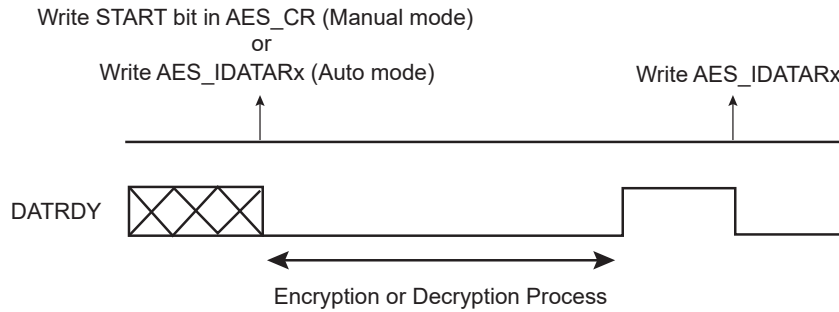 Write START bit in AES_CR (Manual mode)
or
Write AES_IDATARx (Auto mode)
Write AES_IDATARx
DATRDY
Encryption or Decryption Process